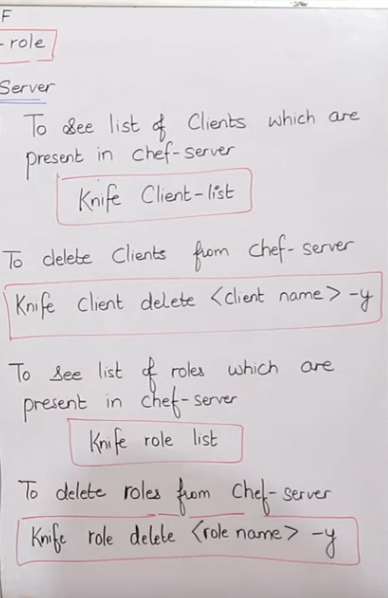 F
-role
Server
To see list of Clients which are
present in chef-server
Knife Client-list
To delete Clients from Chef-server
Knife Client delete <client name> -y
To see list of roles which are
present in chef-server
Knife role list
To delete roles from Chef-server
Knife role delete <role name> -y